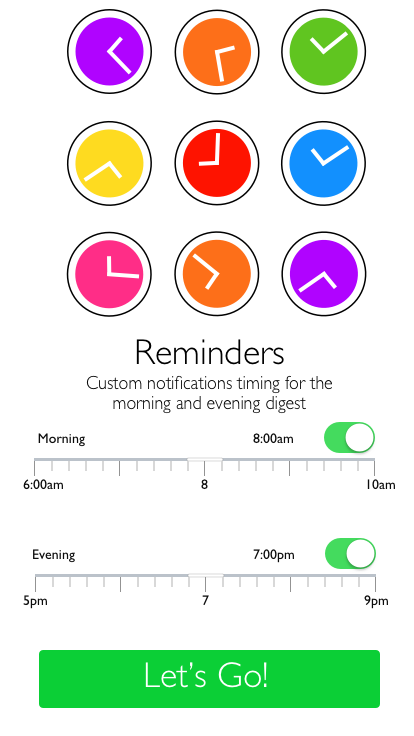 Reminders
Custom notifications timing for the
morning and evening digest
Morning 8:00am
6:00am 8 10am
Evening 7:00pm
5pm 7 9pm
Let's Go!